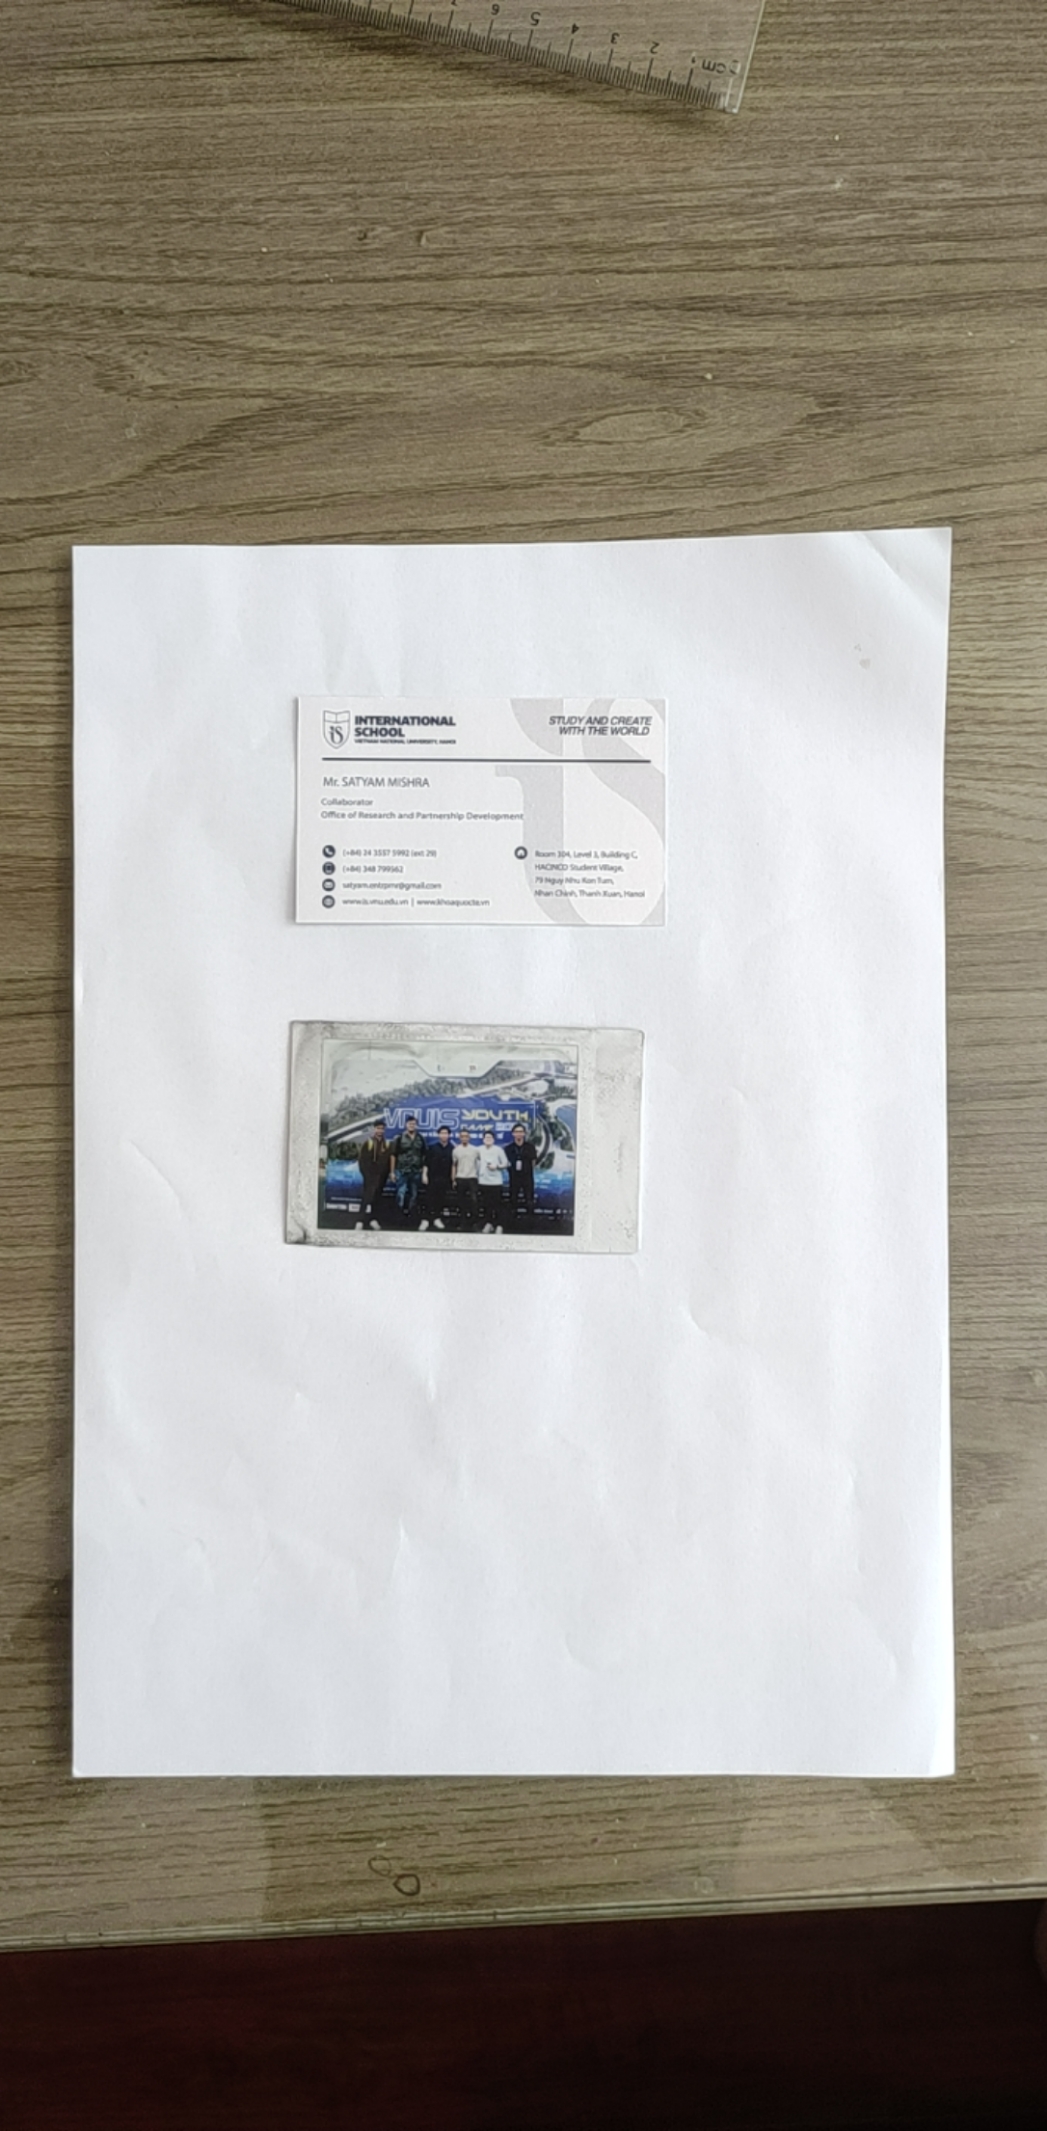 cm 1 2 3 4 5 6 7
INTERNATIONAL
SCHOOL
VIETNAM NATIONAL UNIVERSITY, HANOI
STUDY AND CREATE
WITH THE WORLD
Mr. SATYAM MISHRA
Collaborator
Office of Research and Partnership Development
(+84) 24 3557 5992 (ext 29)
(+84) 348 799562
satyam.entrpmr@gmail.com
www.is.vnu.edu.vn | www.khoaquocte.vn
Room 304, Level 3, Building C,
HACINCO Student Village,
79 Nguy Nhu Kon Tum,
Nhan Chinh, Thanh Xuan, Hanoi
VNUIS YOUTH
CAMP